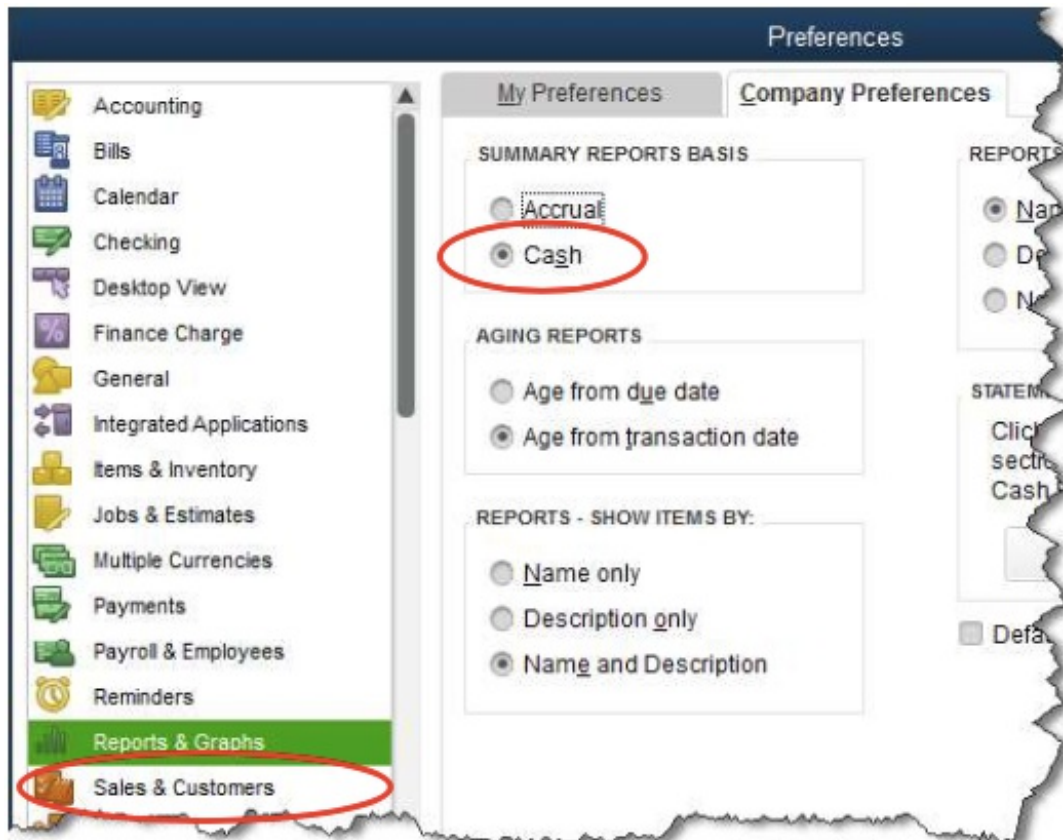 Preferences
Accounting
Bills
Calendar
Checking
Desktop View
Finance Charge
General
Integrated Applications
Items & Inventory
Jobs & Estimates
Multiple Currencies
Payments
Payroll & Employees
Reminders
Reports & Graphs
Sales & Customers
My Preferences
Company Preferences
SUMMARY REPORTS BASIS
Accrual
Cash
AGING REPORTS
Age from due date
Age from transaction date
REPORTS - SHOW ITEMS BY:
Name only
Description only
Name and Description
REPORTS
Cash